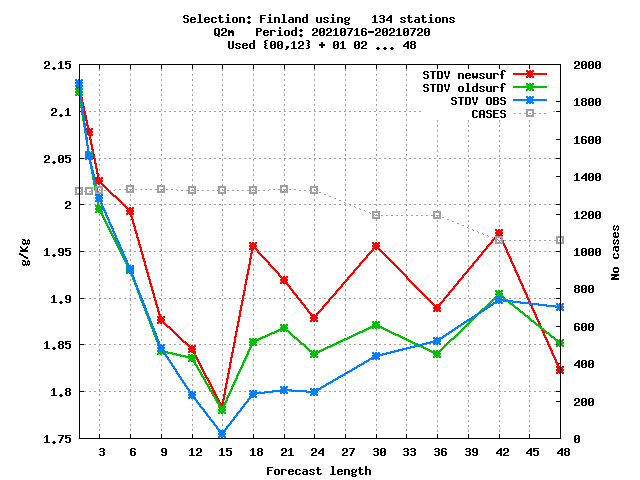 Selection: Finland using   134 stations
Q2m   Period: 20210716-20210720
Used {00,12} + 01 02 ... 48
2.15
2.1
2.05
2
1.95
1.9
1.85
1.8
1.75
g/Kg
2000
1800
1600
1400
1200
1000
800
600
400
200
0
No cases
STDV newsurf
STDV oldsurf
STDV OBS
CASES
3 6 9 12 15 18 21 24 27 30 33 36 39 42 45 48
Forecast length